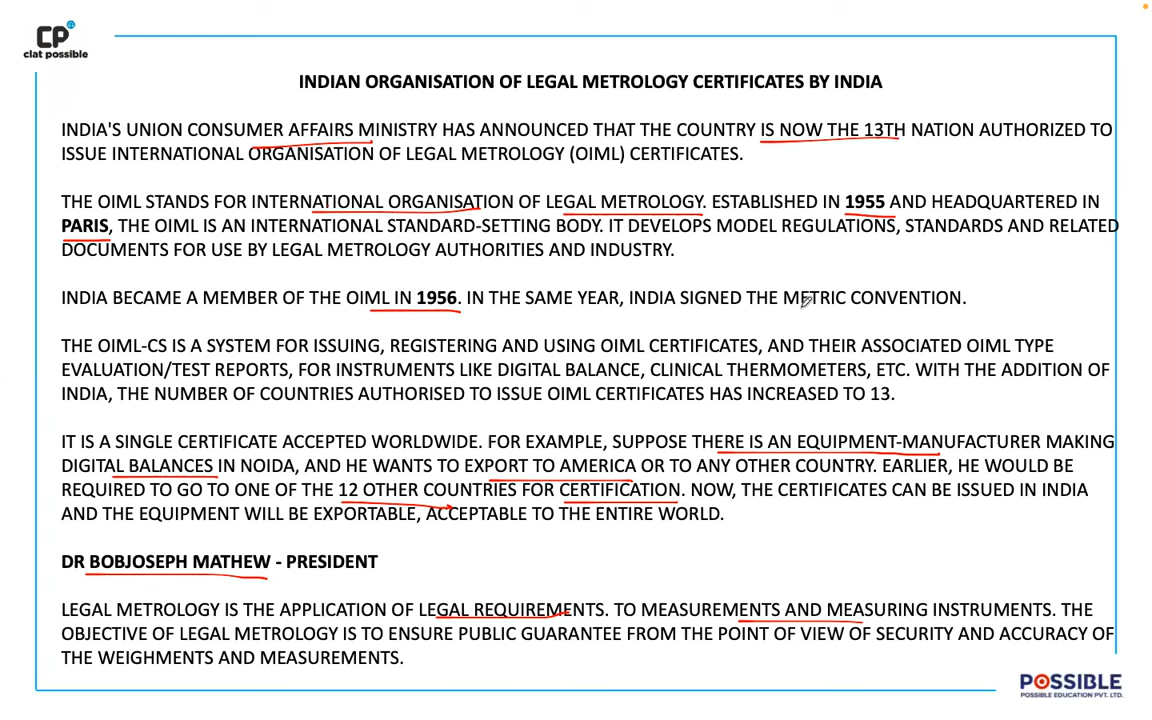 CP
clat possible
INDIAN ORGANISATION OF LEGAL METROLOGY CERTIFICATES BY INDIA
INDIA'S UNION CONSUMER AFFAIRS MINISTRY HAS ANNOUNCED THAT THE COUNTRY IS NOW THE 13TH NATION AUTHORIZED TO
ISSUE INTERNATIONAL ORGANISATION OF LEGAL METROLOGY (OIML) CERTIFICATES.
THE OIML STANDS FOR INTERNATIONAL ORGANISATION OF LEGAL METROLOGY. ESTABLISHED IN 1955 AND HEADQUARTERED IN
PARIS, THE OIML IS AN INTERNATIONAL STANDARD-SETTING BODY. IT DEVELOPS MODEL REGULATIONS, STANDARDS AND RELATED
DOCUMENTS FOR USE BY LEGAL METROLOGY AUTHORITIES AND INDUSTRY.
INDIA BECAME A MEMBER OF THE OIML IN 1956. IN THE SAME YEAR, INDIA SIGNED THE METRIC CONVENTION.
THE OIML-CS IS A SYSTEM FOR ISSUING, REGISTERING AND USING OIML CERTIFICATES, AND THEIR ASSOCIATED OIML TYPE
EVALUATION/TEST REPORTS, FOR INSTRUMENTS LIKE DIGITAL BALANCE, CLINICAL THERMOMETERS, ETC. WITH THE ADDITION OF
INDIA, THE NUMBER OF COUNTRIES AUTHORISED TO ISSUE OIML CERTIFICATES HAS INCREASED TO 13.
IT IS A SINGLE CERTIFICATE ACCEPTED WORLDWIDE. FOR EXAMPLE, SUPPOSE THERE IS AN EQUIPMENT-MANUFACTURER MAKING
DIGITAL BALANCES IN NOIDA, AND HE WANTS TO EXPORT TO AMERICA OR TO ANY OTHER COUNTRY. EARLIER, HE WOULD BE
REQUIRED TO GO TO ONE OF THE 12 OTHER COUNTRIES FOR CERTIFICATION. NOW, THE CERTIFICATES CAN BE ISSUED IN INDIA
AND THE EQUIPMENT WILL BE EXPORTABLE, ACCEPTABLE TO THE ENTIRE WORLD.
DR BOBJOSEPH MATHEW - PRESIDENT
LEGAL METROLOGY IS THE APPLICATION OF LEGAL REQUIREMENTS. TO MEASUREMENTS AND MEASURING INSTRUMENTS. THE
OBJECTIVE OF LEGAL METROLOGY IS TO ENSURE PUBLIC GUARANTEE FROM THE POINT OF VIEW OF SECURITY AND ACCURACY OF
THE WEIGHMENTS AND MEASUREMENTS.
POSSIBLE
POSSIBLE EDUCATION PVT. LTD.